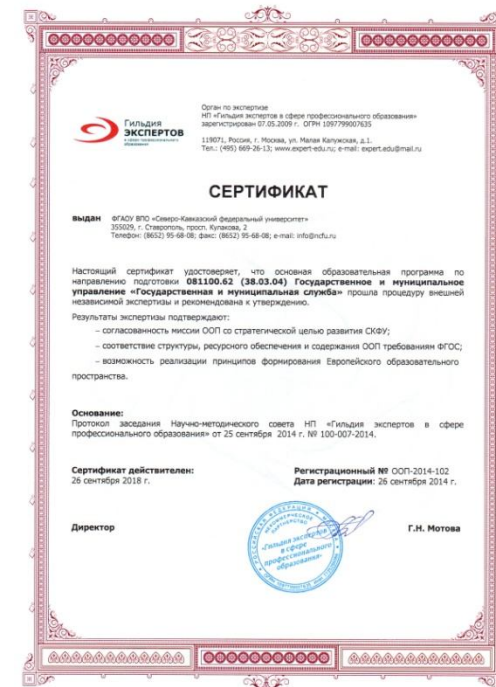 Гильдия
ЭКСПЕРТОВ
в сфере профессионального
образования
Орган по экспертизе
НП «Гильдия экспертов в сфере профессионального образования»
зарегистрирован 07.05.2009 г. ОГРН 1097799007635
119071, Россия, г. Москва, ул. Малая Калужская, д.1.
Тел.: (495) 669-26-13; www.expert-edu.ru; e-mail: expert.edu@mail.ru
СЕРТИФИКАТ
выдан ФГАОУ ВПО «Северо-Кавказский федеральный университет»
355029, г. Ставрополь, просп. Кулакова, 2
Телефон: (8652) 95-68-08; факс: (8652) 95-68-08; e-mail: info@ncfu.ru
Настоящий сертификат удостоверяет, что основная образовательная программа по
направлению подготовки 081100.62 (38.03.04) Государственное и муниципальное
управление «Государственная и муниципальная служба» прошла процедуру внешней
независимой экспертизы и рекомендована к утверждению.
Результаты экспертизы подтверждают:
– согласованность миссии ООП со стратегической целью развития СКФУ;
– соответствие структуры, ресурсного обеспечения и содержания ООП требованиям ФГОС;
– возможность реализации принципов формирования Европейского образовательного
пространства.
Основание:
Протокол заседания Научно-методического совета НП «Гильдия экспертов в сфере
профессионального образования» от 25 сентября 2014 г. № 100-007-2014.
Сертификат действителен:
26 сентября 2018 г.
Регистрационный № ООП-2014-102
Дата регистрации: 26 сентября 2014 г.
Директор
Г.Н. Мотова
РОССИЙСКАЯ ФЕДЕРАЦИЯ
НЕКОММЕРЧЕСКОЕ
ПАРТНЕРСТВО
«Гильдия экспертов
в сфере
профессионального
образования»